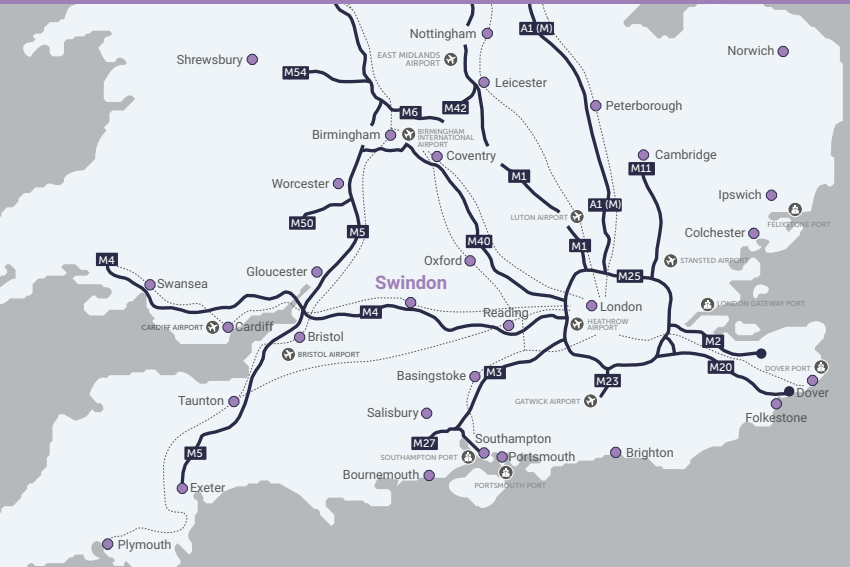 Nottingham
A1 (M)
Norwich
EAST MIDLANDS
AIRPORT
Shrewsbury
M54
Leicester
M6
M42
Peterborough
Birmingham
BIRMINGHAM
INTERNATIONAL
AIRPORT
Coventry
Cambridge
M11
M1
Worcester
Ipswich
A1 (M)
LUTON AIRPORT
M50
FELIXSTONE PORT
M5
Colchester
M40
M1
M4
Oxford
STANSTED AIRPORT
Gloucester
M25
Swansea
Swindon
LONDON GATEWAY PORT
London
M4
Reading
CARDIFF AIRPORT
Cardiff
HEATHROW
AIRPORT
Bristol
M2
BRISTOL AIRPORT
M20
DOVER PORT
Basingstoke
M3
M23
Dover
Taunton
GATWICK AIRPORT
Salisbury
Folkestone
M27
Southampton
M5
SOUTHAMPTON PORT
Portsmouth
Brighton
Bournemouth
PORTSMOUTH PORT
Exeter
Plymouth